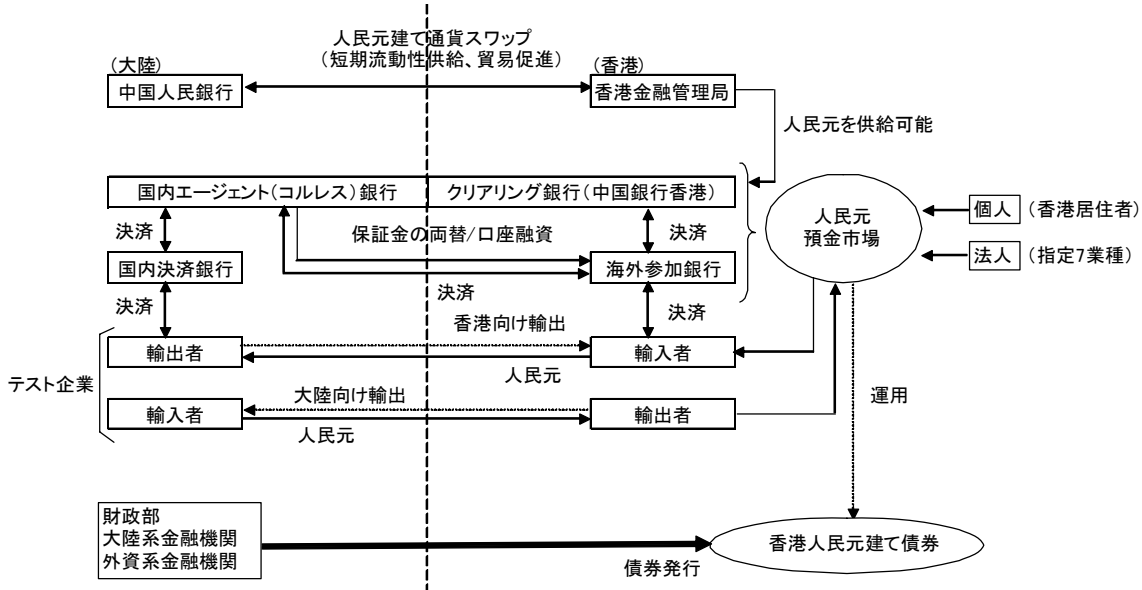 人民元建て通貨スワップ
（短期流動性供給、貿易促進）
（大陸）
（香港）
中国人民銀行
香港金融管理局
人民元を供給可能
国内エージェント（コルレス）銀行
クリアリング銀行（中国銀行香港）
人民元
預金市場
個人
（香港居住者）
法人
（指定7業種）
決済
保証金の両替/口座融資
決済
国内決済銀行
海外参加銀行
決済
決済
決済
香港向け輸出
輸出者
輸入者
人民元
テスト企業
大陸向け輸出
運用
輸入者
輸出者
人民元
財政部
大陸系金融機関
外資系金融機関
香港人民元建て債券
債券発行